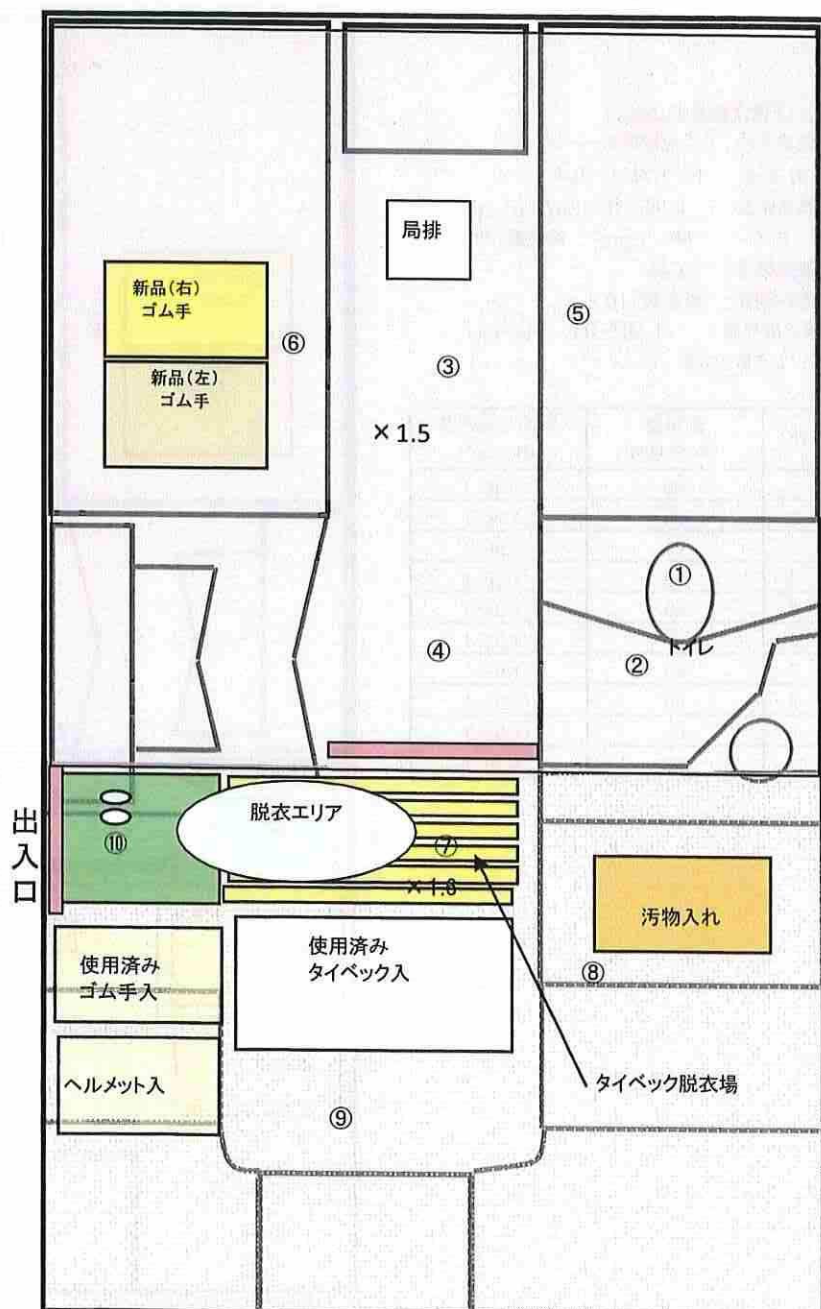 局排
新品(右)
ゴム手
⑥
⑤
③
新品(左)
ゴム手
×1.5
①
④
②
トイレ
出入口
⑩
脱衣エリア
⑦
×1.8
汚物入れ
使用済み
ゴム手入
使用済み
タイベック入
⑧
ヘルメット入
タイベック脱衣場
⑨